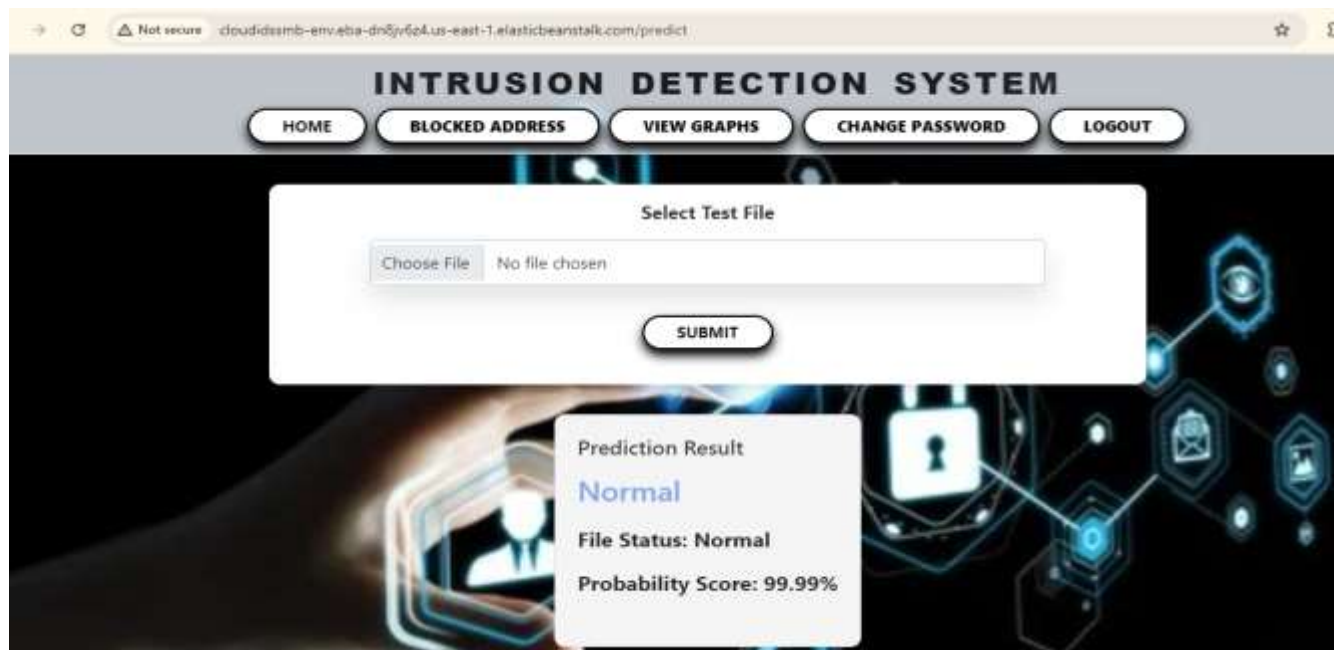 Not secure cloudidssmb-env.eba-dn8jv6z4.us-east-1.elasticbeanstalk.com/predict
INTRUSION DETECTION SYSTEM
HOME BLOCKED ADDRESS VIEW GRAPHS CHANGE PASSWORD LOGOUT
Select Test File
Choose File No file chosen
SUBMIT
Prediction Result
Normal
File Status: Normal
Probability Score: 99.99%